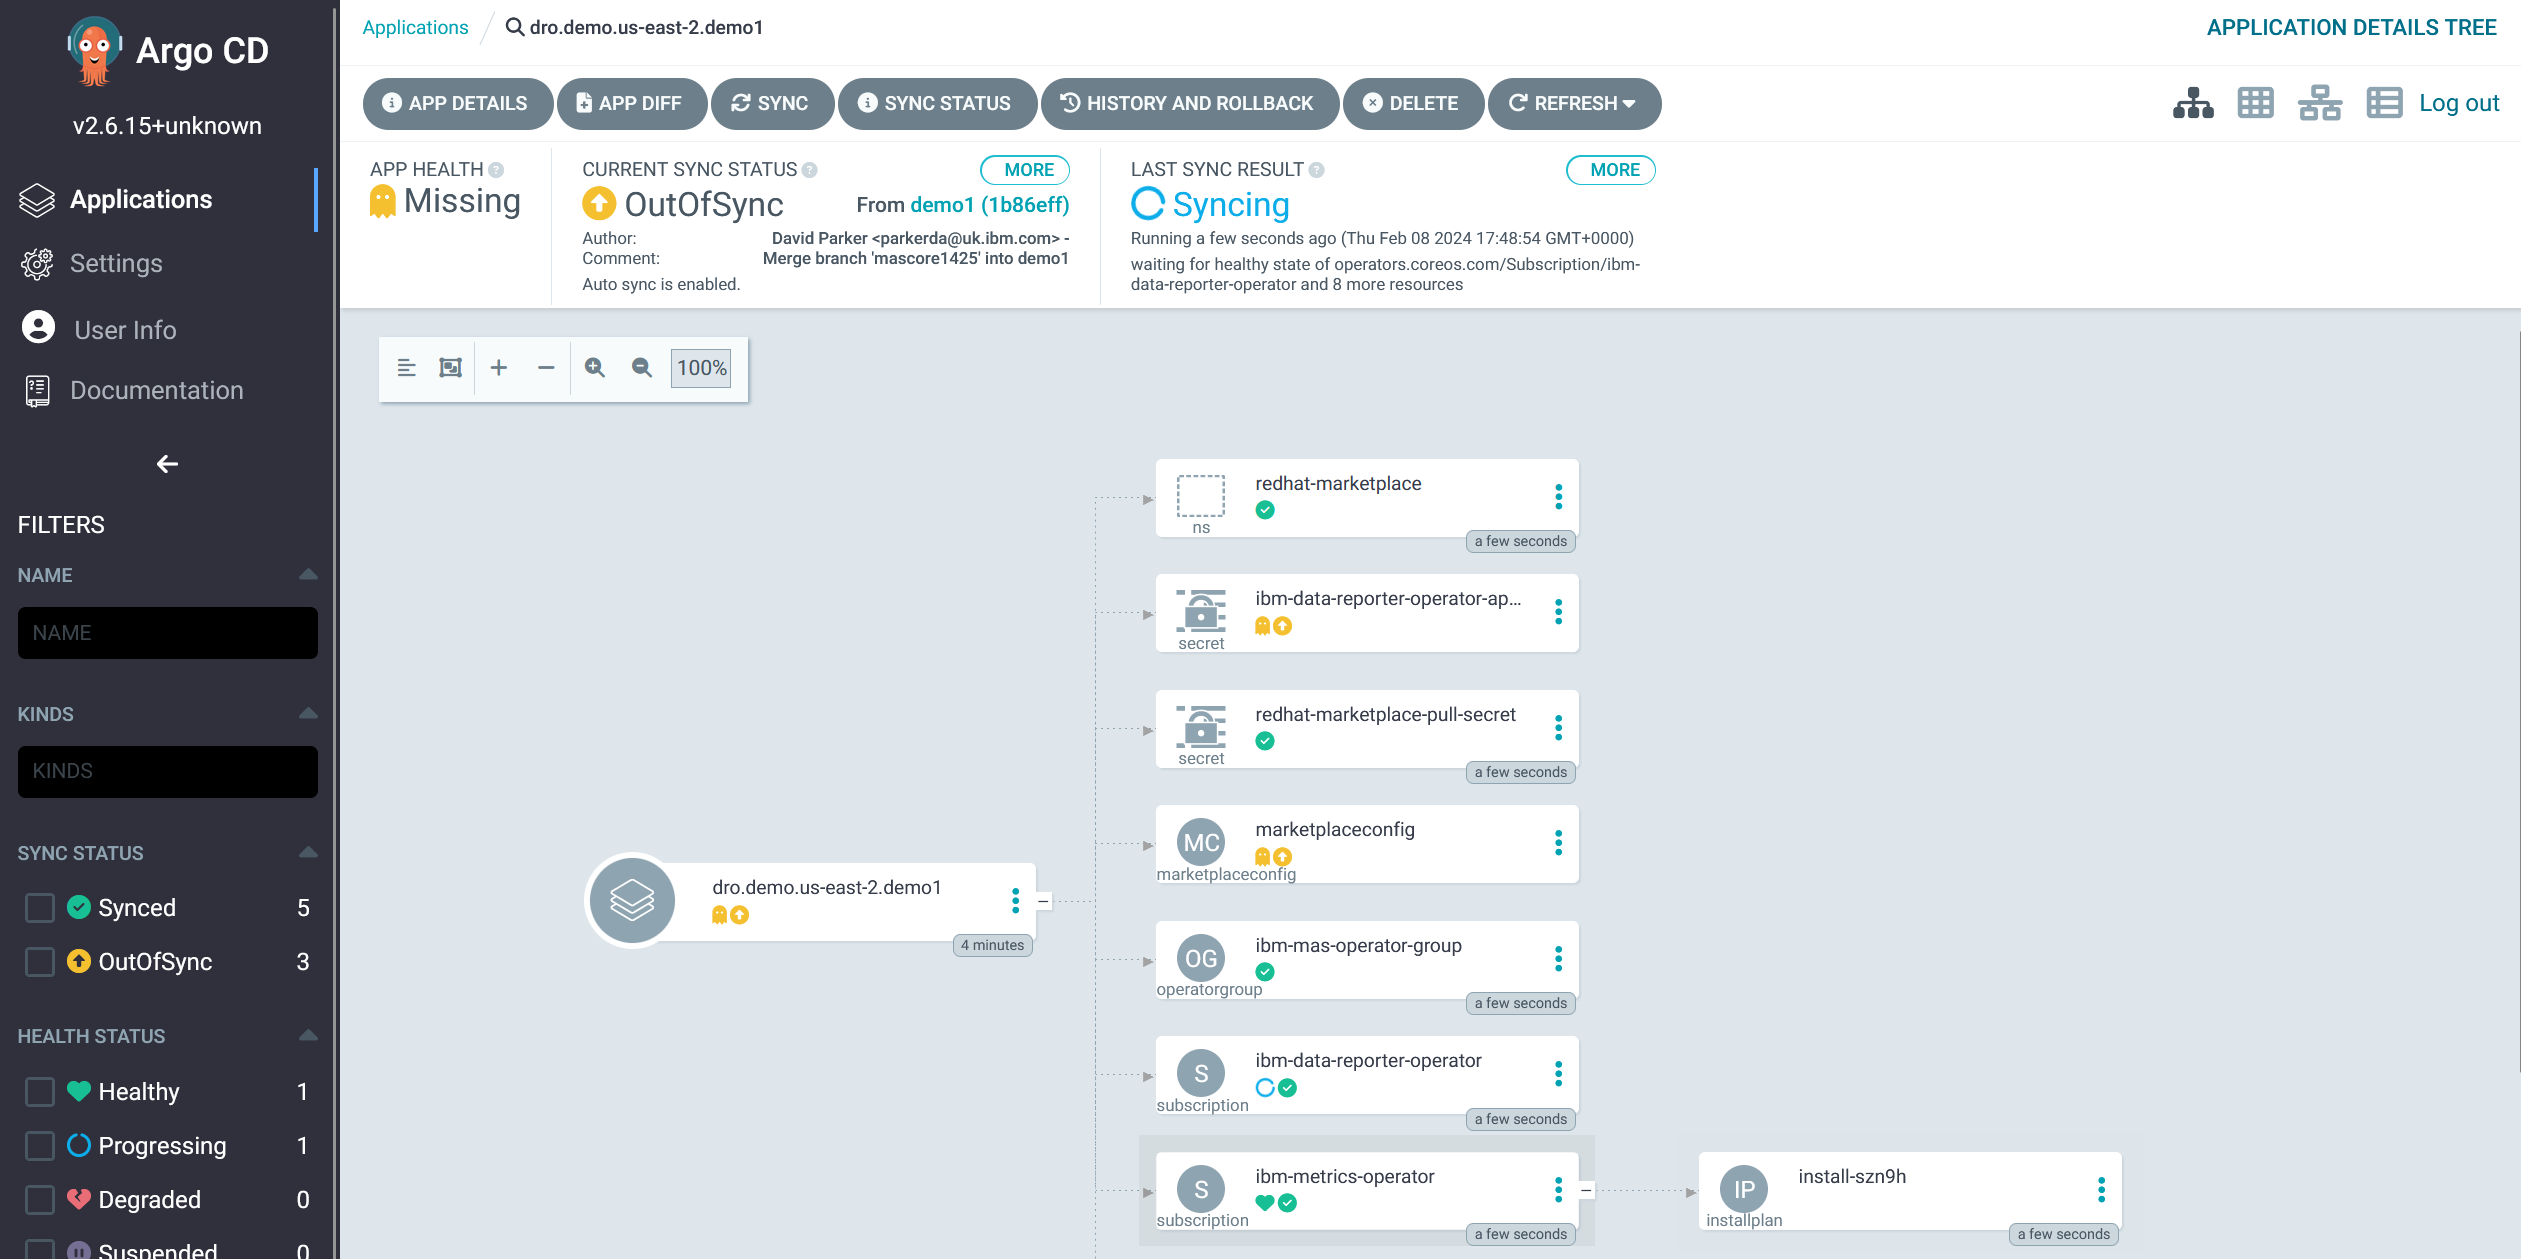 Argo CD
v2.6.15+unknown
Applications
Settings
User Info
Documentation
FILTERS
NAME
NAME
KINDS
KINDS
SYNC STATUS
Synced 5
OutOfSync 3
HEALTH STATUS
Healthy 1
Progressing 1
Degraded 0
Suspended 0
Applications / dro.demo.us-east-2.demo1
APPLICATION DETAILS TREE
APP DETAILS APP DIFF SYNC SYNC STATUS HISTORY AND ROLLBACK DELETE REFRESH
Log out
APP HEALTH
Missing
CURRENT SYNC STATUS MORE
OutOfSync From demo1 (1b86eff)
Author: David Parker <parkerda@uk.ibm.com> -
Comment: Merge branch 'mascore1425' into demo1
Auto sync is enabled.
LAST SYNC RESULT MORE
Syncing
Running a few seconds ago (Thu Feb 08 2024 17:48:54 GMT+0000)
waiting for healthy state of operators.coreos.com/Subscription/ibm-
data-reporter-operator and 8 more resources
100%
dro.demo.us-east-2.demo1
4 minutes
redhat-marketplace
ns
a few seconds
ibm-data-reporter-operator-ap...
secret
redhat-marketplace-pull-secret
secret
a few seconds
MC
marketplaceconfig
marketplaceconfig
OG
ibm-mas-operator-group
operatorgroup
a few seconds
S
ibm-data-reporter-operator
subscription
a few seconds
S
ibm-metrics-operator
subscription
a few seconds
IP
install-szn9h
installplan
a few seconds